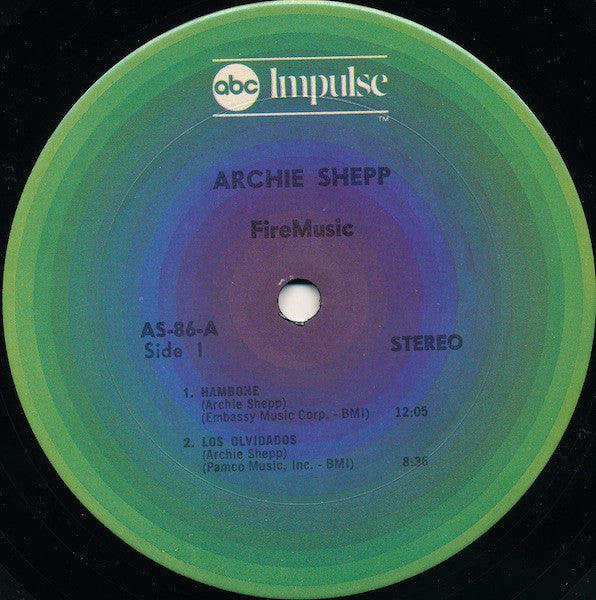 abc Impulse
TM
ARCHIE SHEPP
FireMusic
AS-86-A
Side 1
STEREO
1. HAMBONE
(Archie Shepp)
(Embassy Music Corp. - BMI) 12:05
2. LOS OLVIDADOS
(Archie Shepp)
(Pamco Music, Inc. - BMI) 8:36